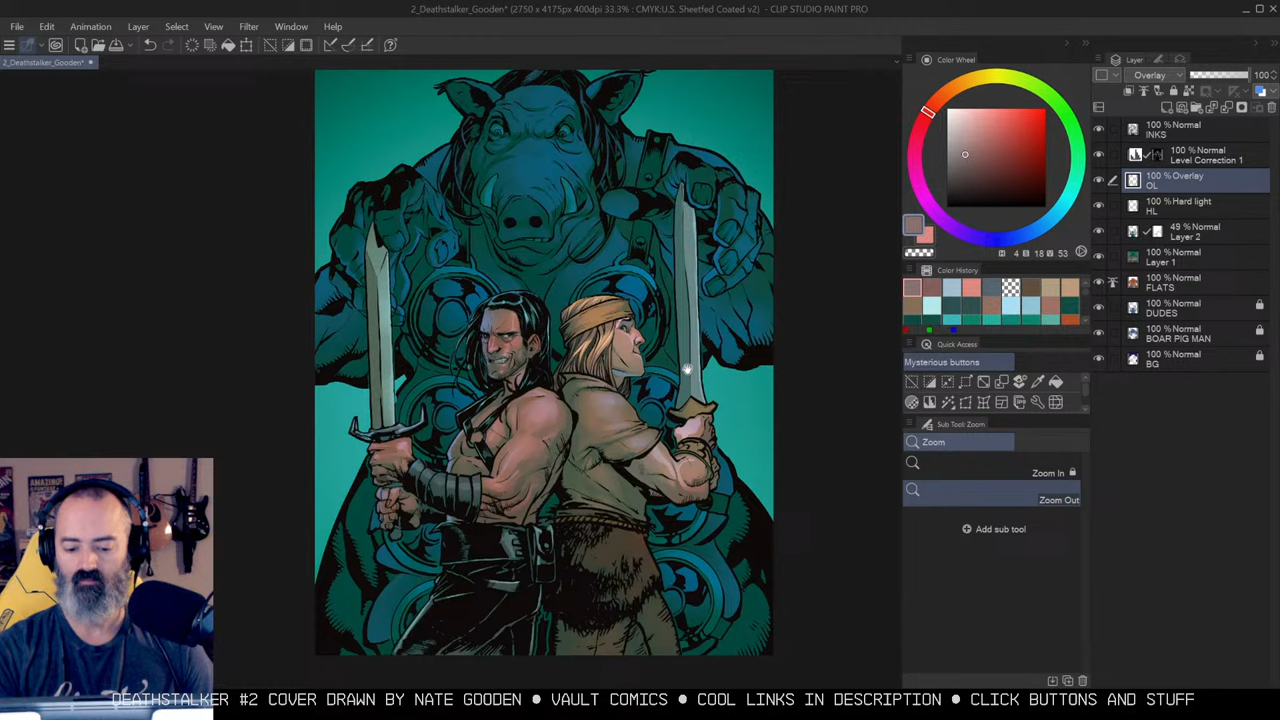 2_Deathstalker_Gooden* (2750 x 4175px 400dpi 33.3% : CMYK:U.S. Sheetfed Coated v2) - CLIP STUDIO PAINT PRO
File Edit Animation Layer Select View Filter Window Help
2_Deathstalker_Gooden*
Color Wheel
H 4 S 18 V 53
Color History
Quick Access
Mysterious buttons
Sub Tool: Zoom
Zoom
Zoom In
Zoom Out
Add sub tool
Layer
Overlay 100
100 % Normal
INKS
100 % Normal
Level Correction 1
100 % Overlay
OL
100 % Hard light
HL
49 % Normal
Layer 2
100 % Normal
Layer 1
100 % Normal
FLATS
100 % Normal
DUDES
100 % Normal
BOAR PIG MAN
100 % Normal
BG
AMAZING
DEATHSTALKER #2 COVER DRAWN BY NATE GOODEN ● VAULT COMICS ● COOL LINKS IN DESCRIPTION ● CLICK BUTTONS AND STUFF